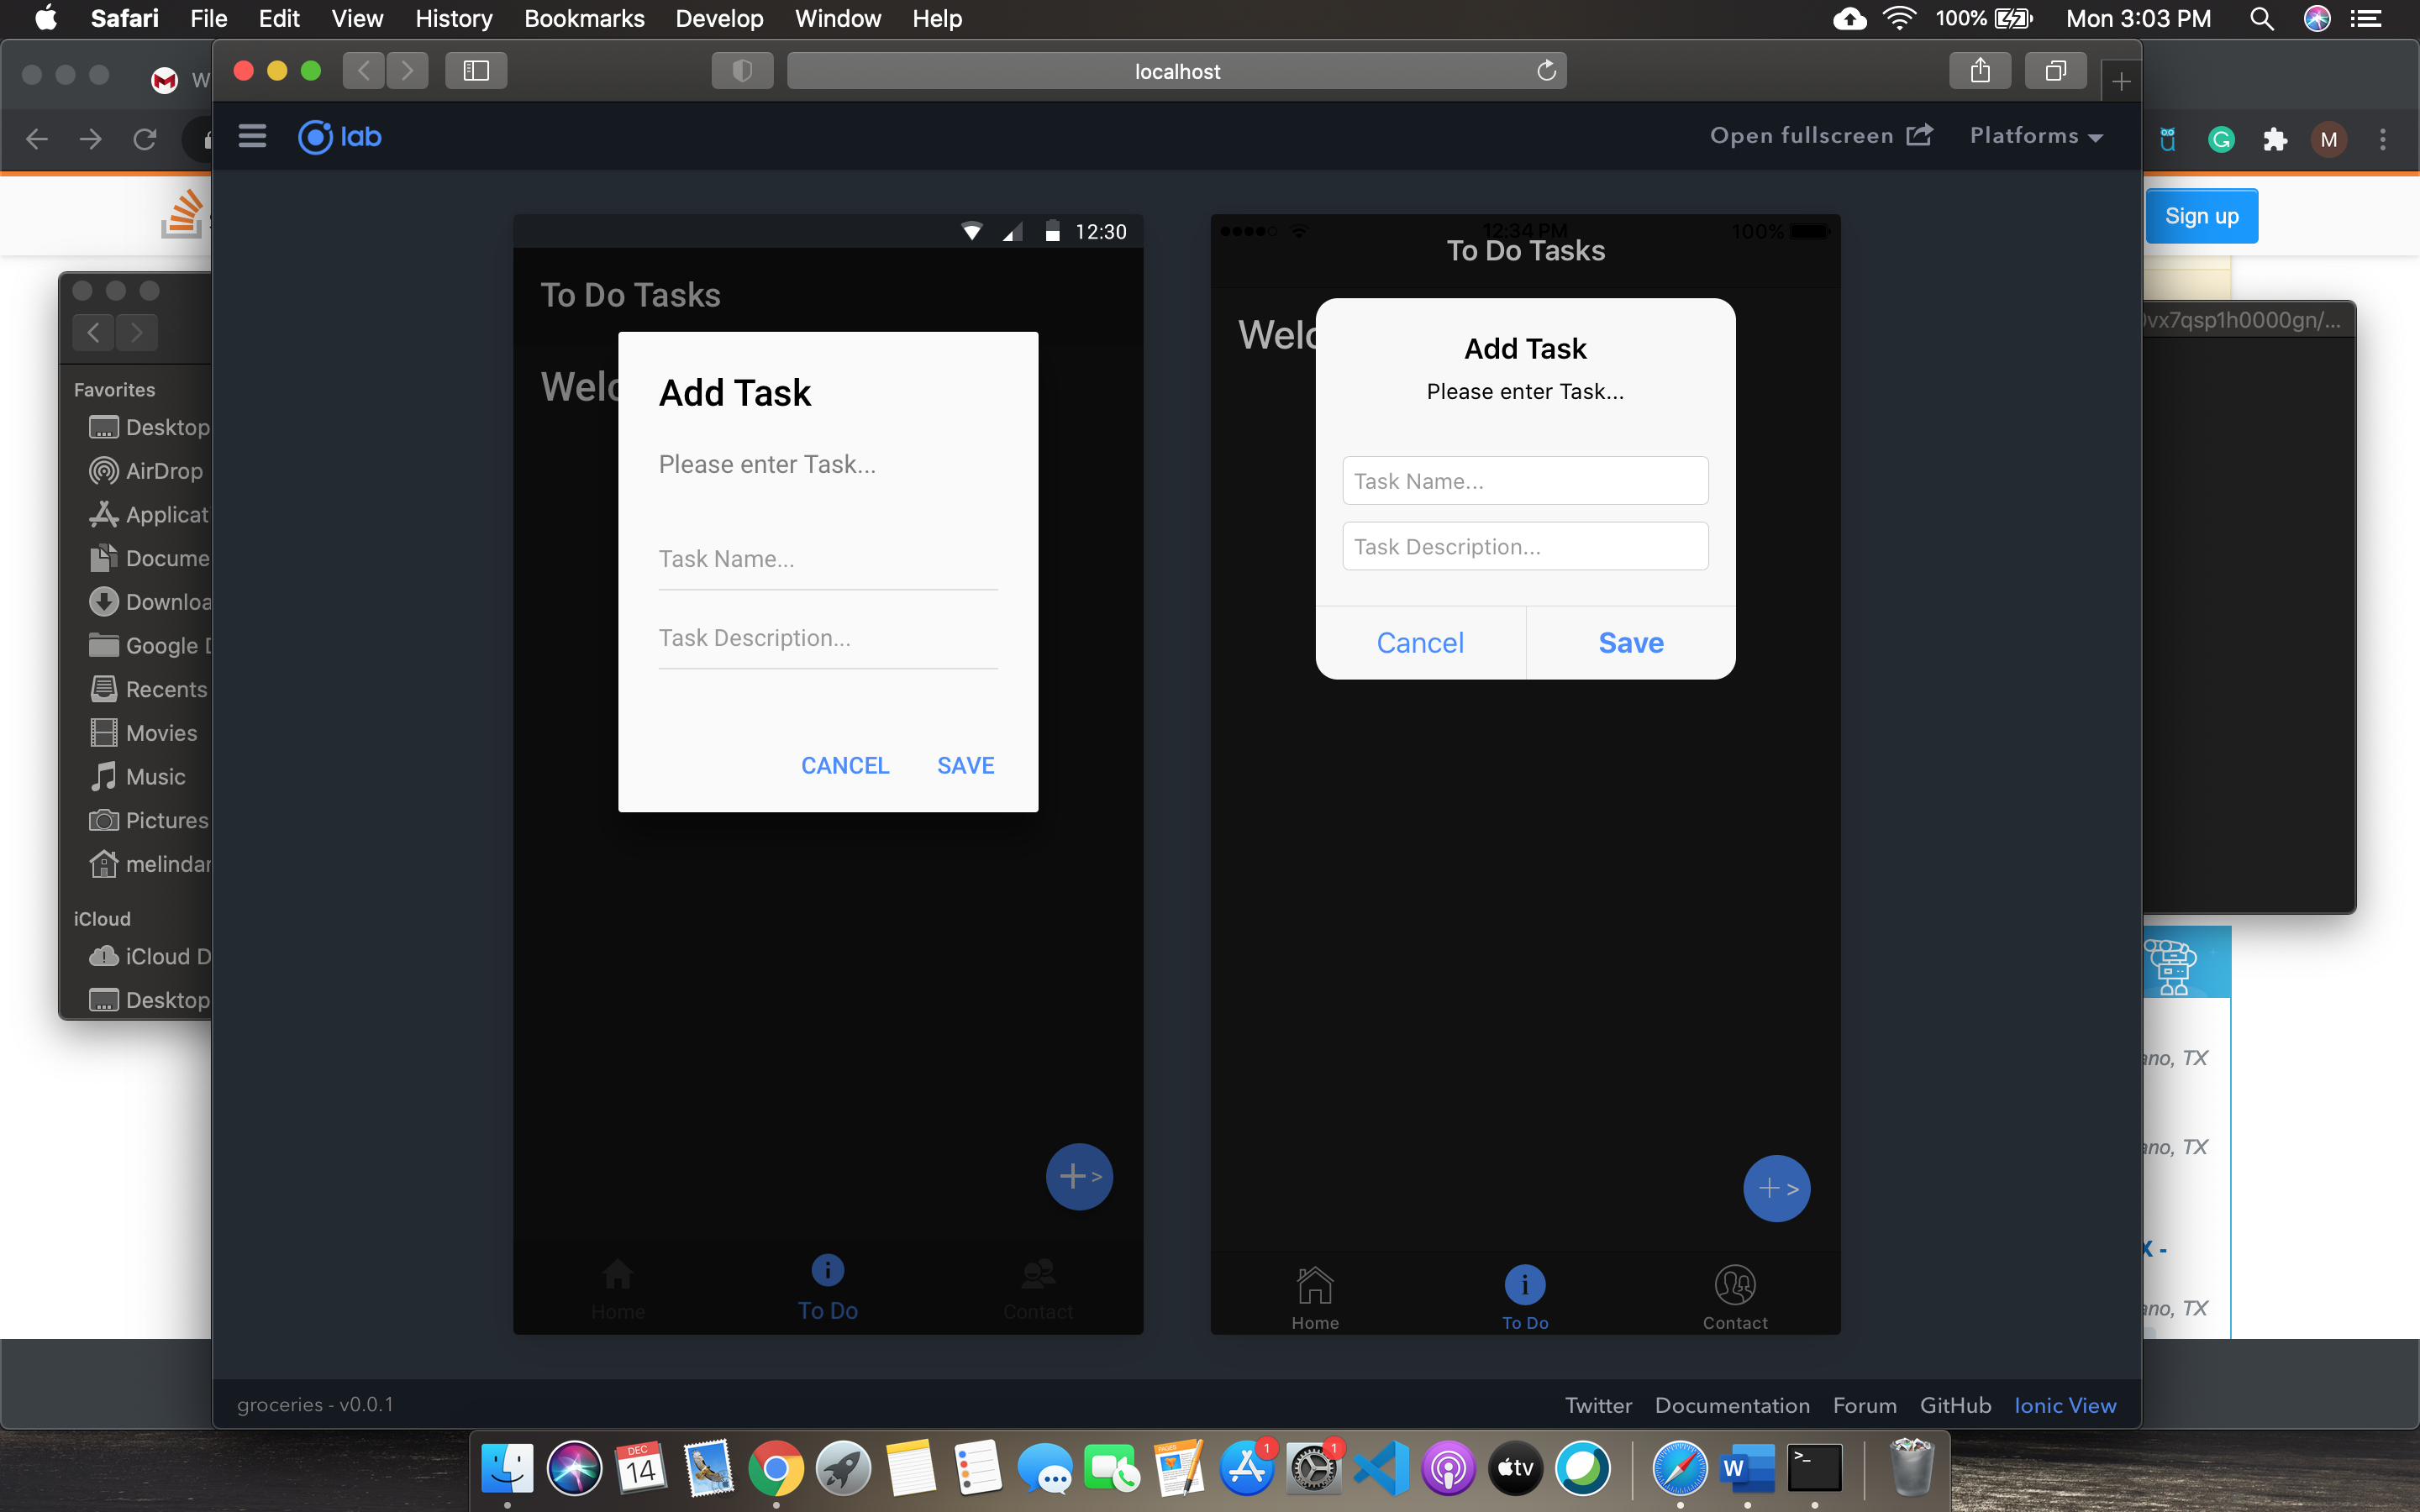 Safari File Edit View History Bookmarks Develop Window Help 100% Mon 3:03 PM
W
localhost
lab
Open fullscreen Platforms
M
Sign up
12:30
To Do Tasks
Welc
Add Task
Please enter Task...
Task Name...
Task Description...
CANCEL SAVE
+ >
Home To Do Contact
12:34 PM 100%
To Do Tasks
Welc
Add Task
Please enter Task...
Task Name...
Task Description...
Cancel Save
+ >
Home To Do Contact
Favorites
Desktop
AirDrop
Applicat
Docume
Downloa
Google D
Recents
Movies
Music
Pictures
melindar
iCloud
iCloud D
Desktop
vx7qsp1h0000gn/...
ano, TX
ano, TX
X -
ano, TX
groceries - v0.0.1
Twitter Documentation Forum GitHub Ionic View
DEC
14
PAGES
1
1
tv
W
>_